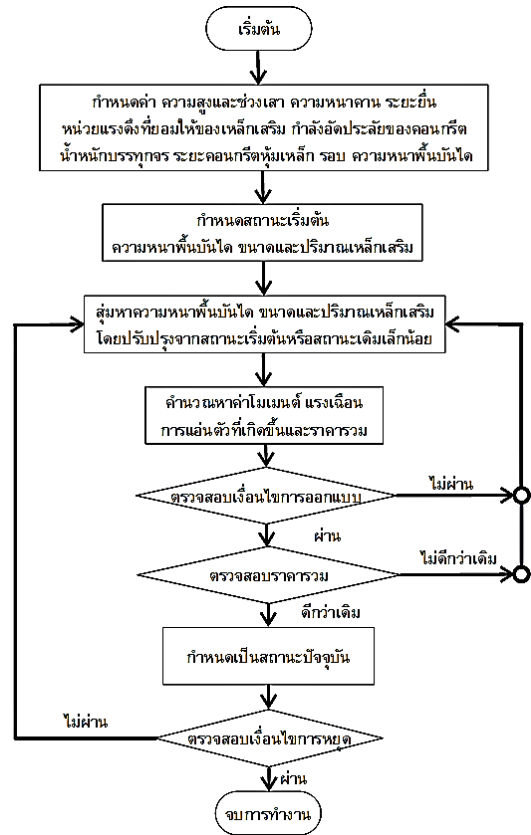 เริ่มต้น
กำหนดค่า ความสูงและช่วงเสา ความหนาคาน ระยะยื่น
หน่วยแรงดึงที่ยอมให้ของเหล็กเสริม กำลังอัดประลัยของคอนกรีต
น้ำหนักบรรทุกจร ระยะคอนกรีตหุ้มเหล็ก รอบ ความหนาพื้นบันได
กำหนดสถานะเริ่มต้น
ความหนาพื้นบันได ขนาดและปริมาณเหล็กเสริม
สุ่มหาความหนาพื้นบันได ขนาดและปริมาณเหล็กเสริม
โดยปรับปรุงจากสถานะเริ่มต้นหรือสถานะเดิมเล็กน้อย
คำนวณหาค่าโมเมนต์ แรงเฉือน
การแอ่นตัวที่เกิดขึ้นและราคารวม
ตรวจสอบเงื่อนไขการออกแบบ
ไม่ผ่าน
ผ่าน
ตรวจสอบราคารวม
ไม่ดีกว่าเดิม
ดีกว่าเดิม
กำหนดเป็นสถานะปัจจุบัน
ไม่ผ่าน
ตรวจสอบเงื่อนไขการหยุด
ผ่าน
จบการทำงาน